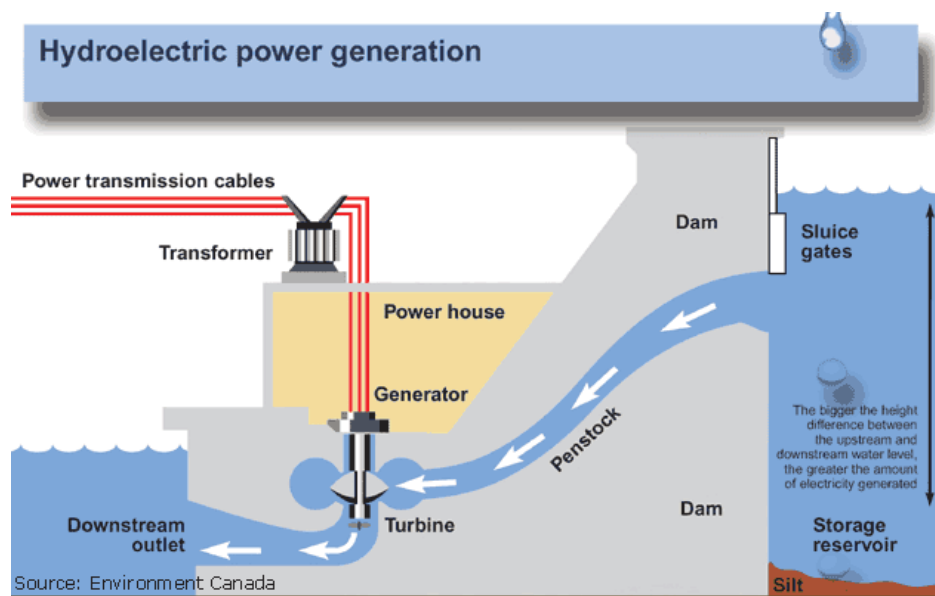 Hydroelectric power generation
Power transmission cables
Transformer
Dam
Sluice
gates
Power house
Generator
Penstock
The bigger the height
difference between
the upstream and
downstream water level,
the greater the amount
of electricity generated
Downstream
outlet
Turbine
Dam
Storage
reservoir
Source: Environment Canada
Silt